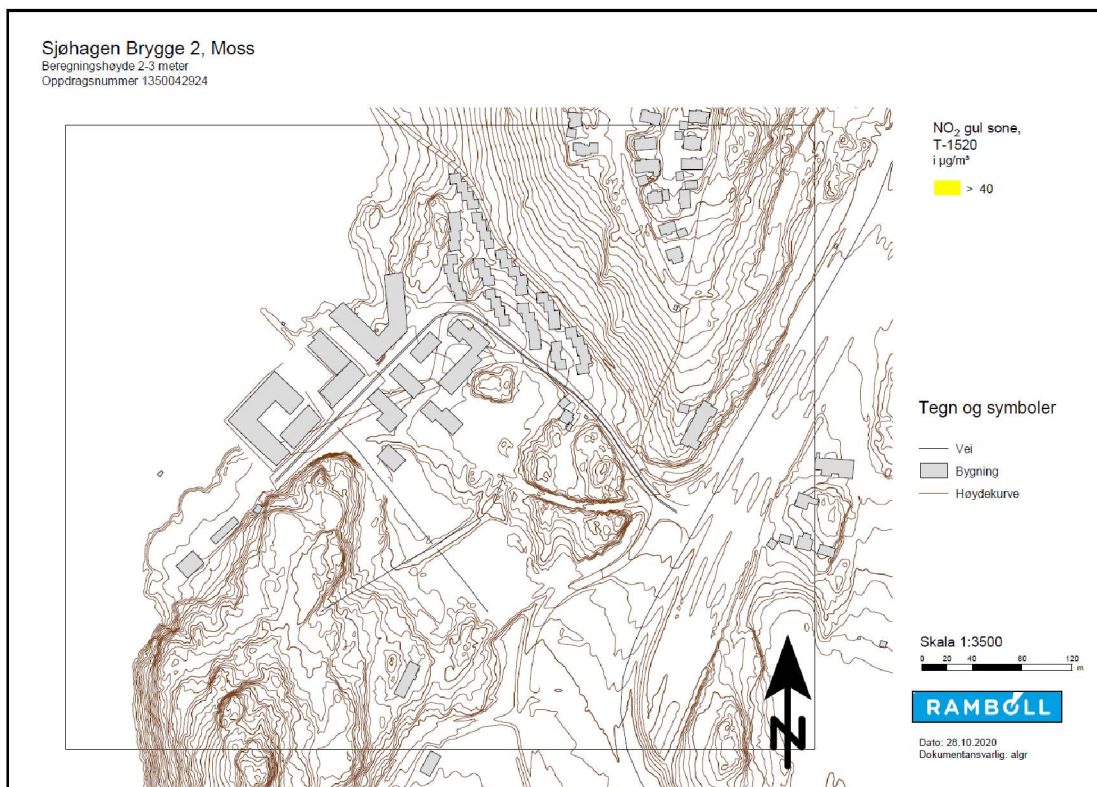 Sjøhagen Brygge 2, Moss
Beregningshøyde 2-3 meter
Oppdragsnummer 1350042924
NO₂ gul sone,
T-1520
i µg/m³
> 40
Tegn og symboler
Vei
Bygning
Høydekurve
Skala 1:3500
0 20 40 80 120
m
RAMBOLL
Dato: 28.10.2020
Dokumentansvarlig: algr
N